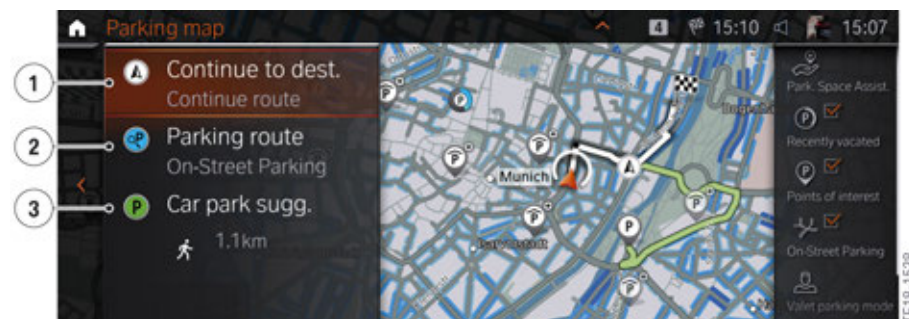 Parking map
4 15:10 15:07
1
Continue to dest.
Continue route
2
Parking route
On-Street Parking
3
Car park sugg.
1.1km
Munich
Park. Space Assist.
Recently vacated
Points of interest
On-Street Parking
Valet parking mode